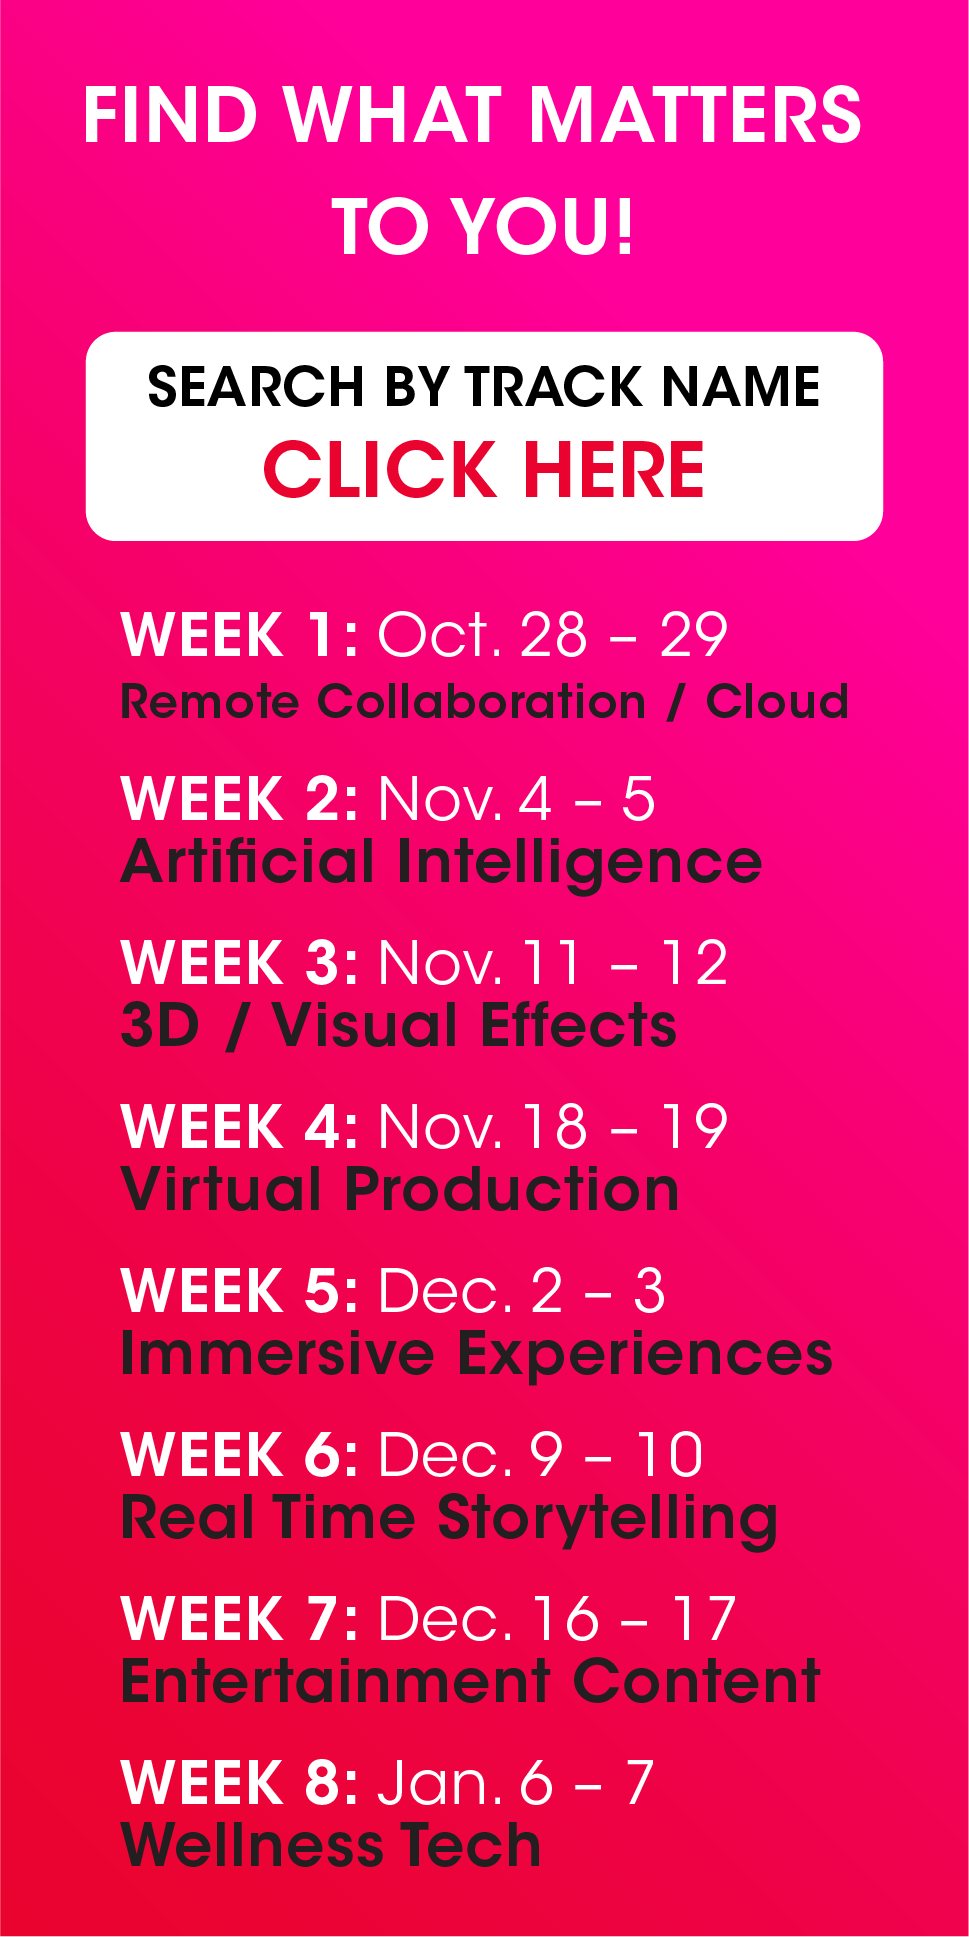 FIND WHAT MATTERS
TO YOU!
SEARCH BY TRACK NAME
CLICK HERE
WEEK 1: Oct. 28 – 29
Remote Collaboration / Cloud
WEEK 2: Nov. 4 – 5
Artificial Intelligence
WEEK 3: Nov. 11 – 12
3D / Visual Effects
WEEK 4: Nov. 18 – 19
Virtual Production
WEEK 5: Dec. 2 – 3
Immersive Experiences
WEEK 6: Dec. 9 – 10
Real Time Storytelling
WEEK 7: Dec. 16 – 17
Entertainment Content
WEEK 8: Jan. 6 – 7
Wellness Tech